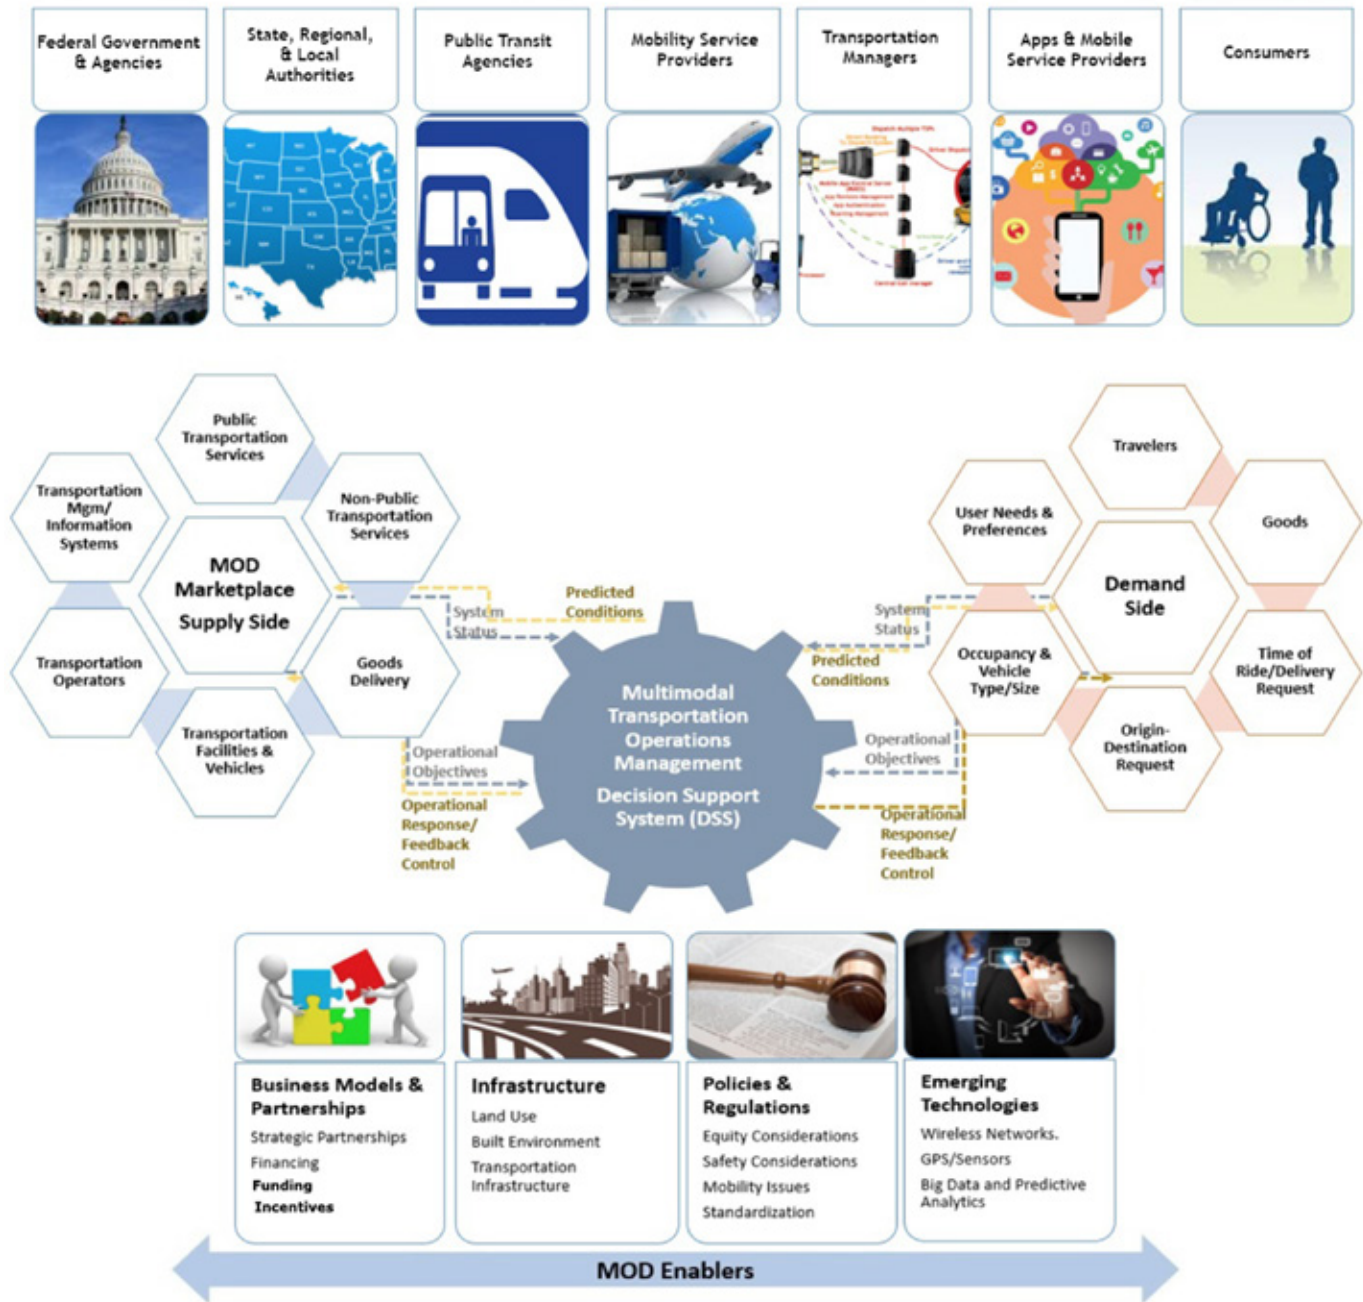 Federal Government
& Agencies
State, Regional,
& Local
Authorities
Public Transit
Agencies
Mobility Service
Providers
Transportation
Managers
Apps & Mobile
Service Providers
Consumers
Dispatch Multiple TSPs
Central Call Manager
Public
Transportation
Services
Transportation
Mgm/
Information
Systems
Non-Public
Transportation
Services
MOD
Marketplace
Supply Side
Transportation
Operators
Goods
Delivery
Transportation
Facilities &
Vehicles
Predicted
Conditions
System
Status
Operational
Objectives
Operational
Response/
Feedback
Control
Multimodal
Transportation
Operations
Management
Decision Support
System (DSS)
System
Status
Predicted
Conditions
Operational
Objectives
Operational
Response/
Feedback
Control
Travelers
User Needs &
Preferences
Goods
Demand
Side
Occupancy &
Vehicle
Type/Size
Time of
Ride/Delivery
Request
Origin-
Destination
Request
Business Models &
Partnerships
Strategic Partnerships
Financing
Funding
Incentives
Infrastructure
Land Use
Built Environment
Transportation
Infrastructure
Policies &
Regulations
Equity Considerations
Safety Considerations
Mobility Issues
Standardization
Emerging
Technologies
Wireless Networks.
GPS/Sensors
Big Data and Predictive
Analytics
MOD Enablers